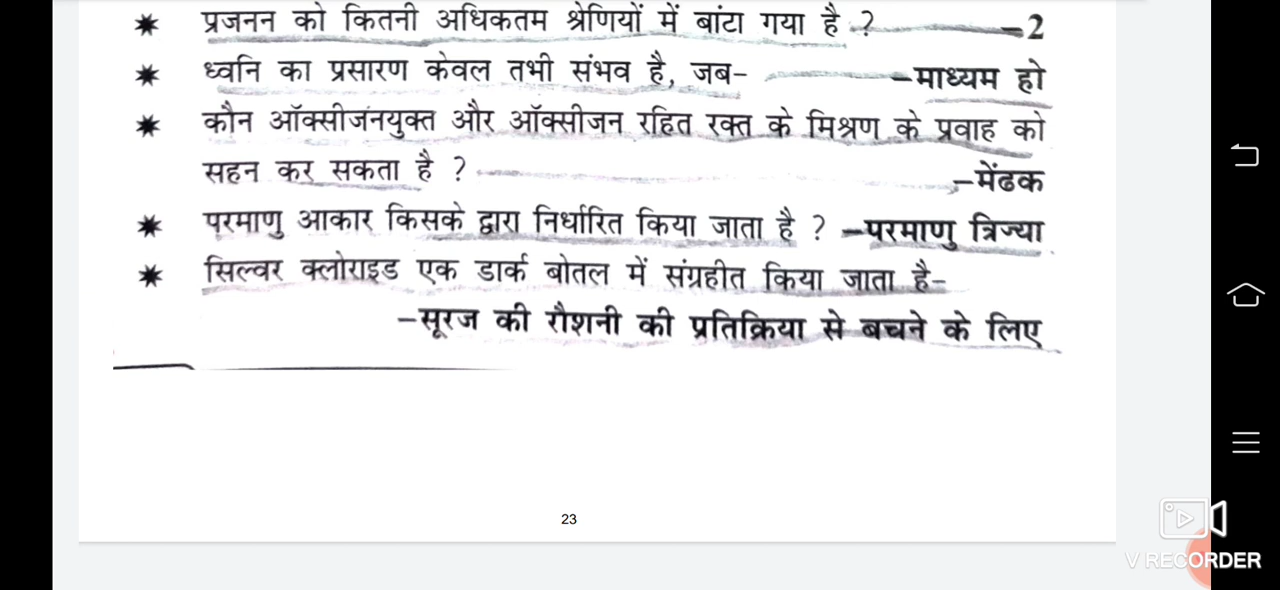 ✷ प्रजनन को कितनी अधिकतम श्रेणियों में बांटा गया है ? –2
✷ ध्वनि का प्रसारण केवल तभी संभव है, जब– –माध्यम हो
✷ कौन ऑक्सीजनयुक्त और ऑक्सीजन रहित रक्त के मिश्रण के प्रवाह को
सहन कर सकता है ? –मेंढक
✷ परमाणु आकार किसके द्वारा निर्धारित किया जाता है ? –परमाणु त्रिज्या
✷ सिल्वर क्लोराइड एक डार्क बोतल में संग्रहीत किया जाता है–
–सूरज की रौशनी की प्रतिक्रिया से बचने के लिए
23
V RECORDER